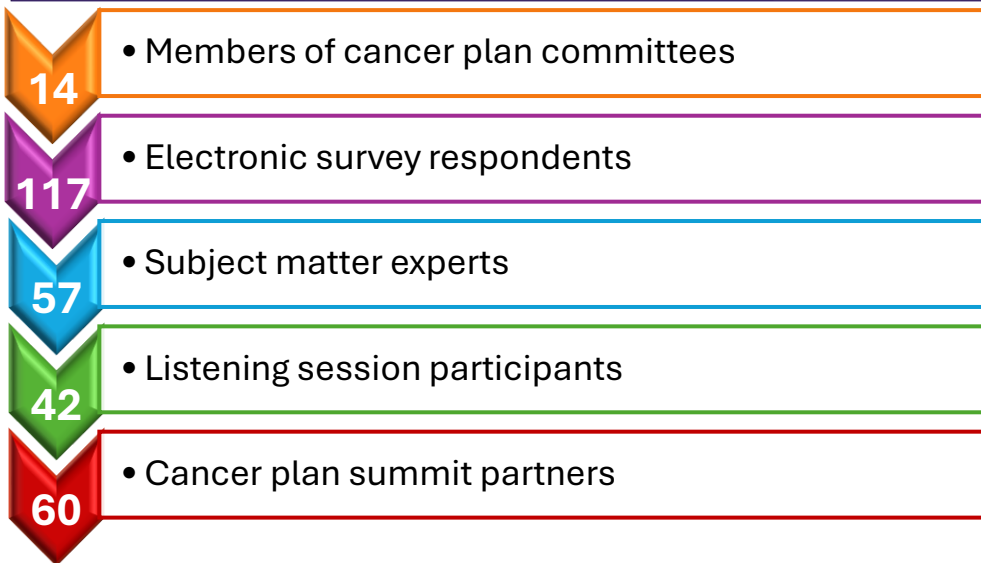 14
• Members of cancer plan committees
117
• Electronic survey respondents
57
• Subject matter experts
42
• Listening session participants
60
• Cancer plan summit partners